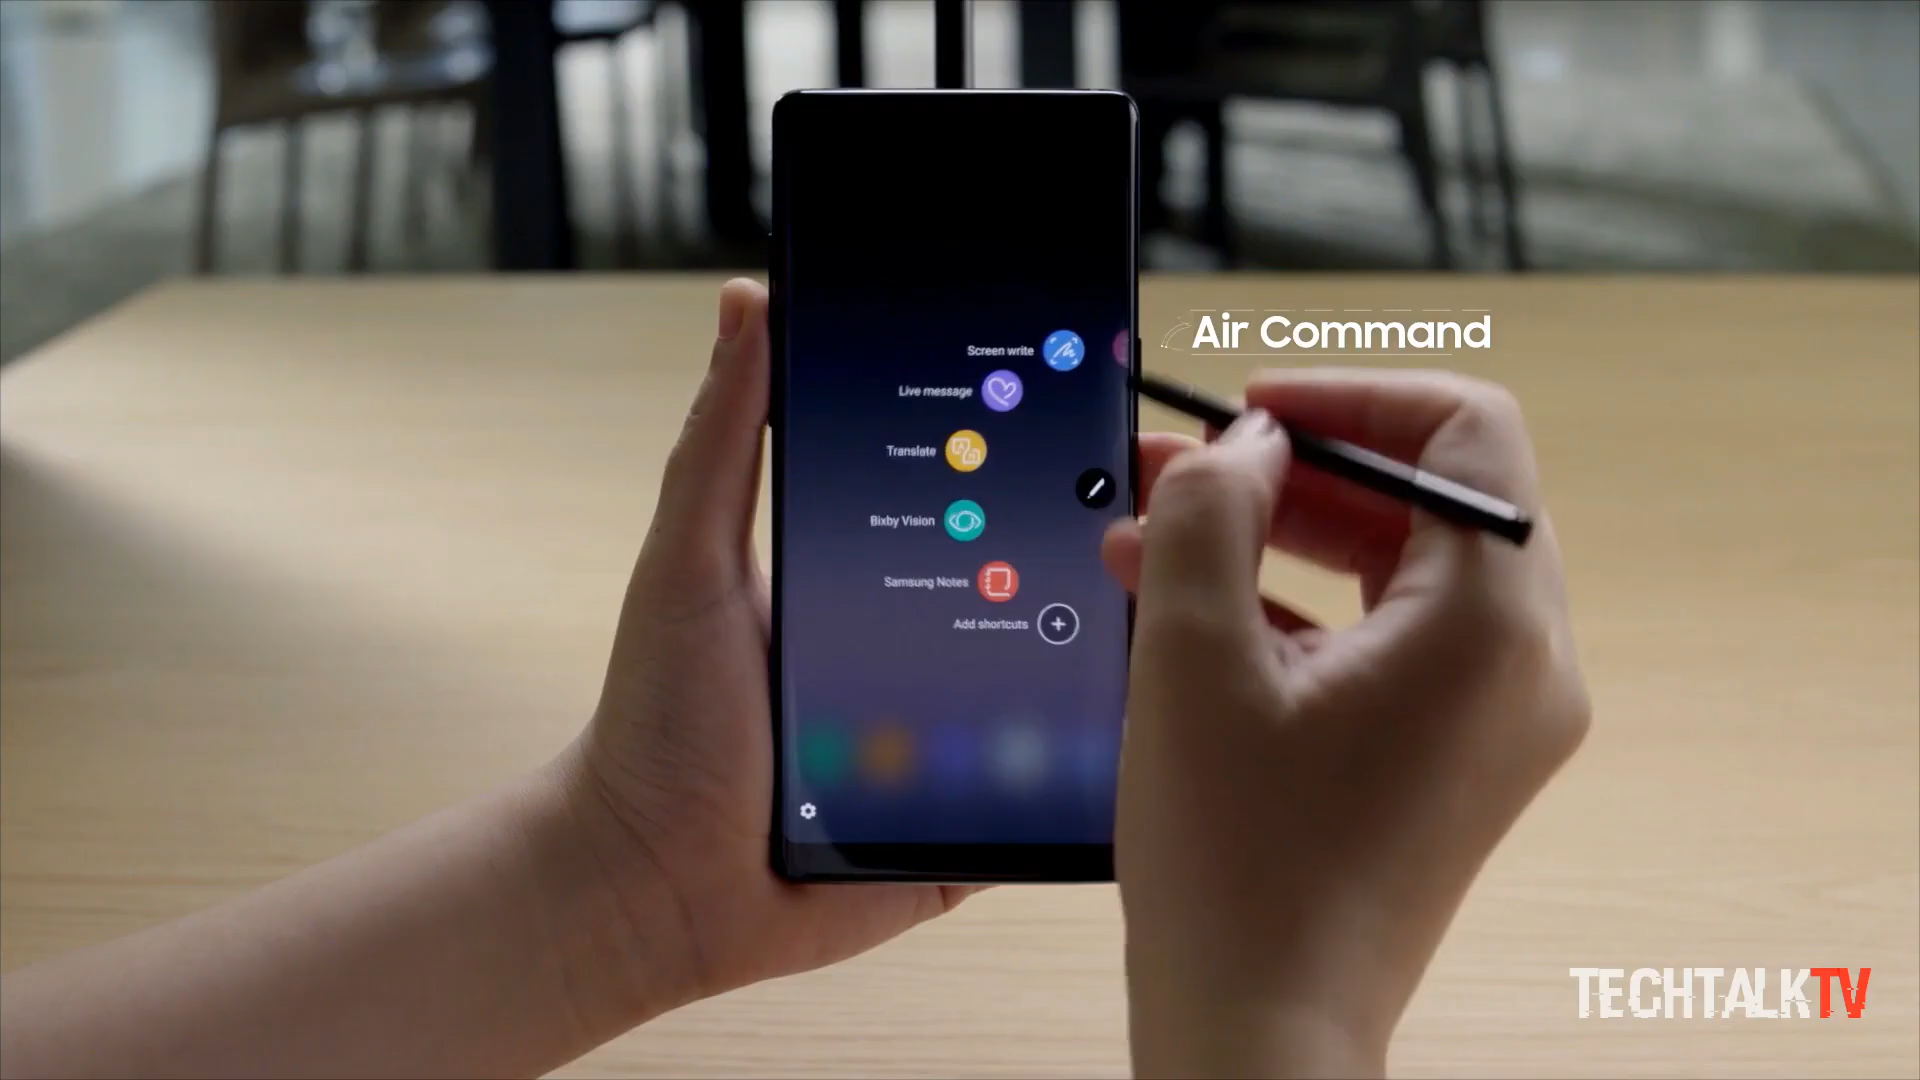 Air Command
Screen write
Live message
Translate
Bixby Vision
Samsung Notes
Add shortcuts
TECHTALKTV